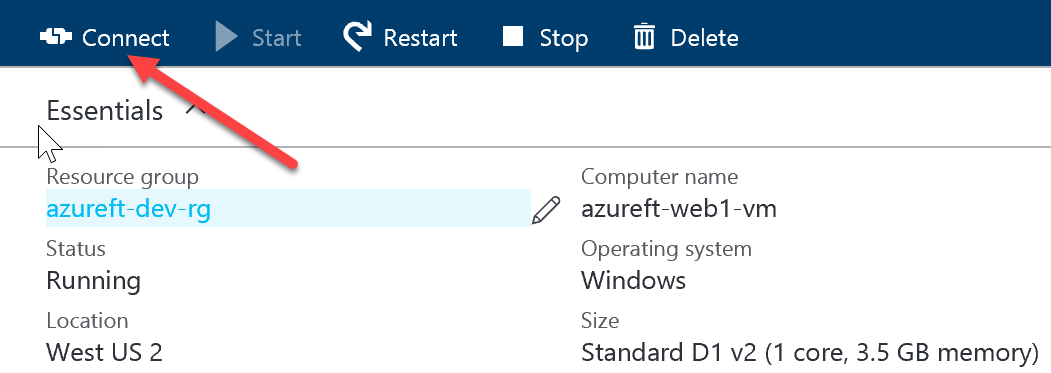 Connect Start Restart Stop Delete
Essentials
Resource group Computer name
azureft-dev-rg azureft-web1-vm
Status Operating system
Running Windows
Location Size
West US 2 Standard D1 v2 (1 core, 3.5 GB memory)